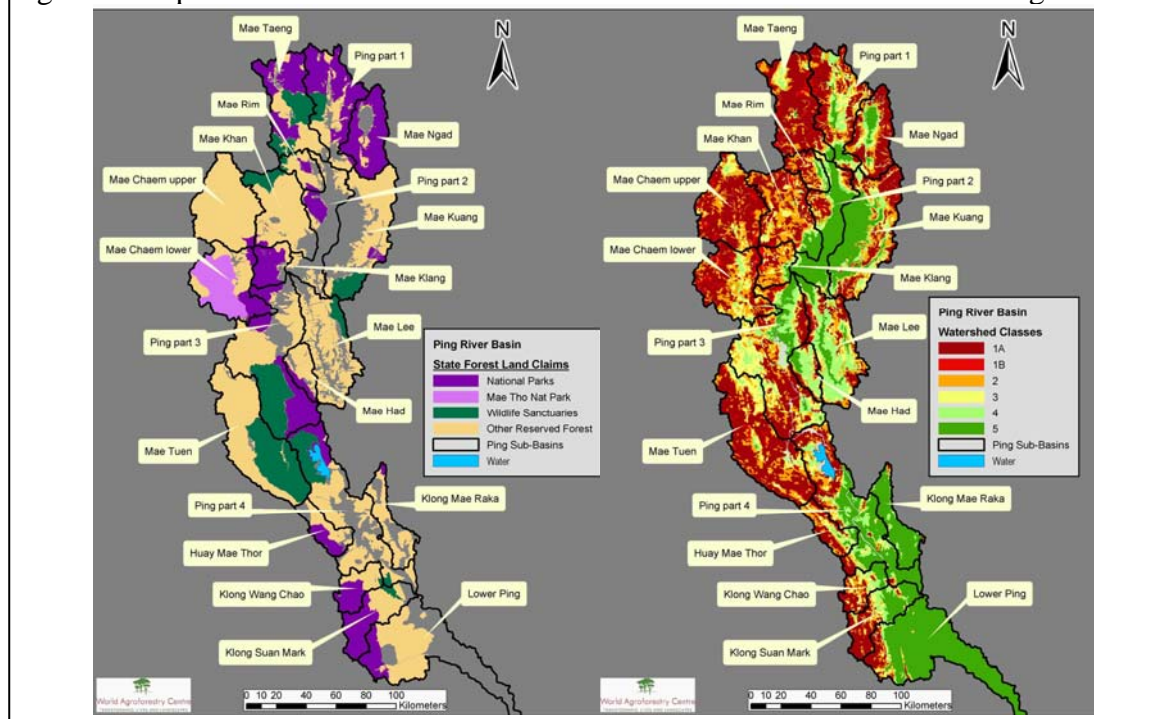 N
Mae Taeng
Ping part 1
Mae Rim
Mae Khan
Mae Ngad
Mae Chaem upper
Ping part 2
Mae Kuang
Mae Chaem lower
Mae Klang
Ping part 3
Mae Lee
Ping River Basin
State Forest Land Claims
National Parks
Mae Tho Nat Park
Wildlife Sanctuaries
Other Reserved Forest
Ping Sub-Basins
Water
Mae Had
Mae Tuen
Klong Mae Raka
Ping part 4
Huay Mae Thor
Klong Wang Chao
Lower Ping
Klong Suan Mark
World Agroforestry Centre
0 10 20 40 60 80 100
Kilometers
N
Mae Taeng
Ping part 1
Mae Rim
Mae Khan
Mae Ngad
Mae Chaem upper
Ping part 2
Mae Kuang
Mae Chaem lower
Mae Klang
Ping part 3
Mae Lee
Ping River Basin
Watershed Classes
1A
1B
2
3
4
5
Ping Sub-Basins
Water
Mae Had
Mae Tuen
Klong Mae Raka
Ping part 4
Huay Mae Thor
Klong Wang Chao
Lower Ping
Klong Suan Mark
World Agroforestry Centre
0 10 20 40 60 80 100
Kilometers